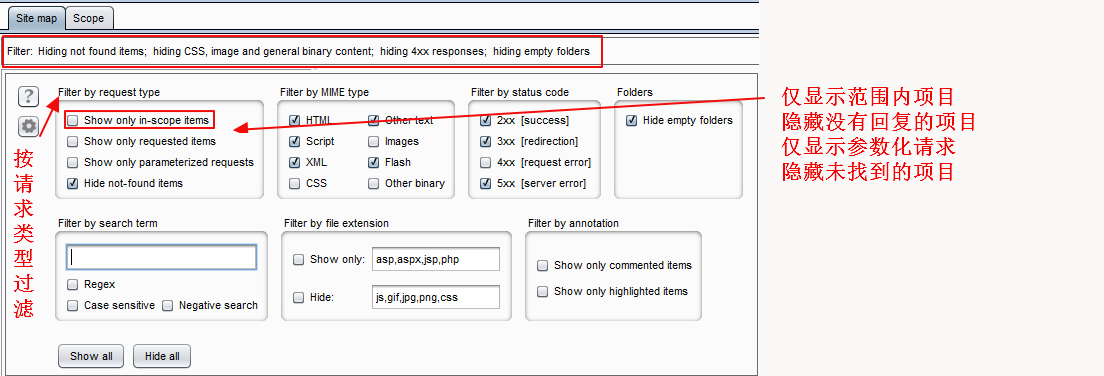 Site map Scope
Filter: Hiding not found items; hiding CSS, image and general binary content; hiding 4xx responses; hiding empty folders
?
按请求类型过滤
Filter by request type
Show only in-scope items
Show only requested items
Show only parameterized requests
Hide not-found items
Filter by MIME type
HTML Other text
Script Images
XML Flash
CSS Other binary
Filter by status code
2xx [success]
3xx [redirection]
4xx [request error]
5xx [server error]
Folders
Hide empty folders
仅显示范围内项目
隐藏没有回复的项目
仅显示参数化请求
隐藏未找到的项目
Filter by search term
Regex
Case sensitive Negative search
Filter by file extension
Show only: asp,aspx,jsp,php
Hide: js,gif,jpg,png,css
Filter by annotation
Show only commented items
Show only highlighted items
Show all Hide all